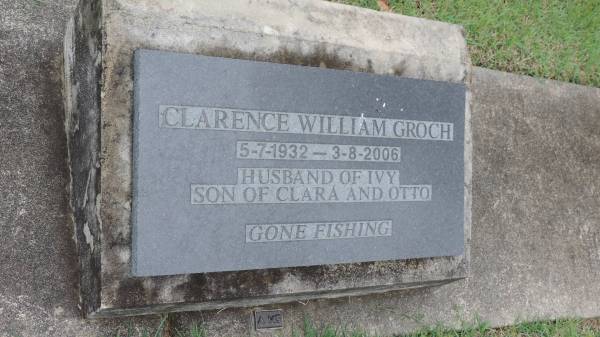 CLARENCE WILLIAM GROCH
5-7-1932 — 3-8-2006
HUSBAND OF IVY
SON OF CLARA AND OTTO
GONE FISHING